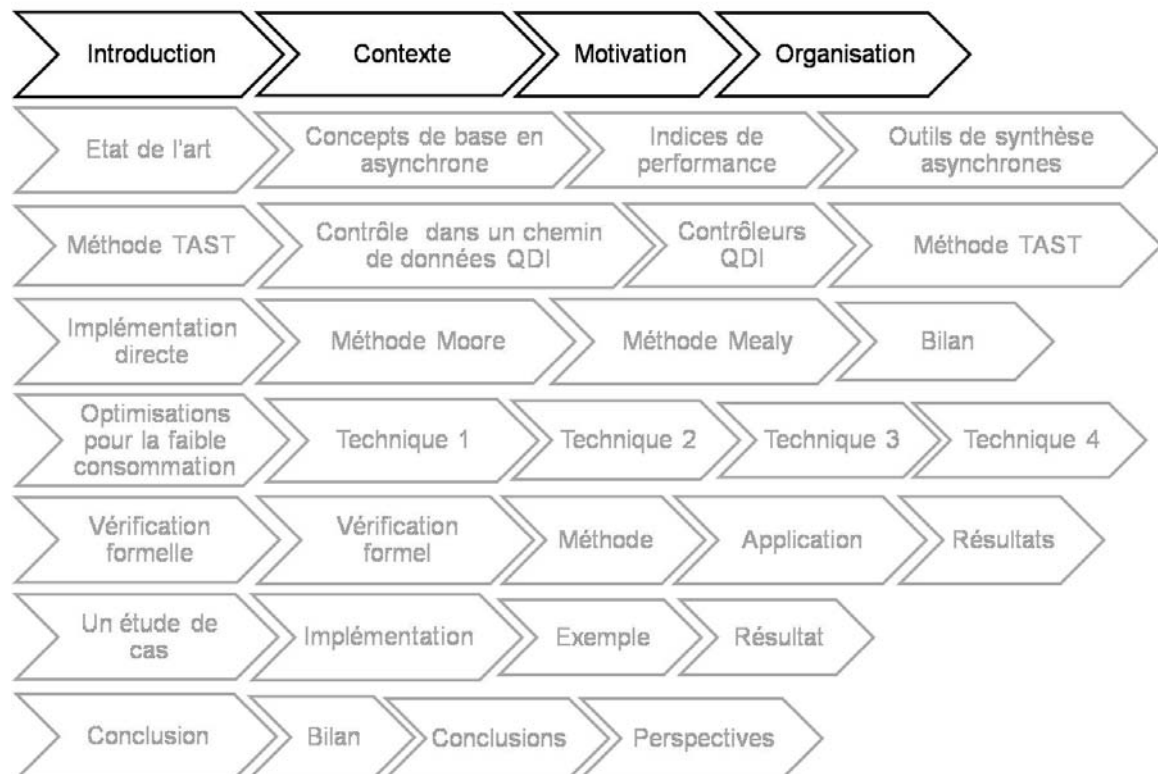 Introduction Contexte Motivation Organisation
Etat de l'art
Concepts de base en
asynchrone
Indices de
performance
Outils de synthèse
asynchrones
Méthode TAST
Contrôle dans un chemin
de données QDI
Contrôleurs
QDI
Méthode TAST
Implémentation
directe
Méthode Moore
Méthode Mealy
Bilan
Optimisations
pour la faible
consommation
Technique 1
Technique 2
Technique 3
Technique 4
Vérification
formelle
Vérification
formel
Méthode
Application
Résultats
Un étude de
cas
Implémentation
Exemple
Résultat
Conclusion
Bilan
Conclusions
Perspectives